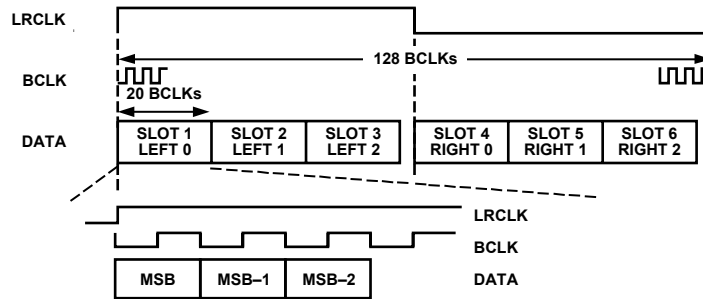 LRCLK
128 BCLKs
BCLK
20 BCLKs
DATA
SLOT 1
LEFT 0
SLOT 2
LEFT 1
SLOT 3
LEFT 2
SLOT 4
RIGHT 0
SLOT 5
RIGHT 1
SLOT 6
RIGHT 2
LRCLK
BCLK
MSB
MSB–1
MSB–2
DATA